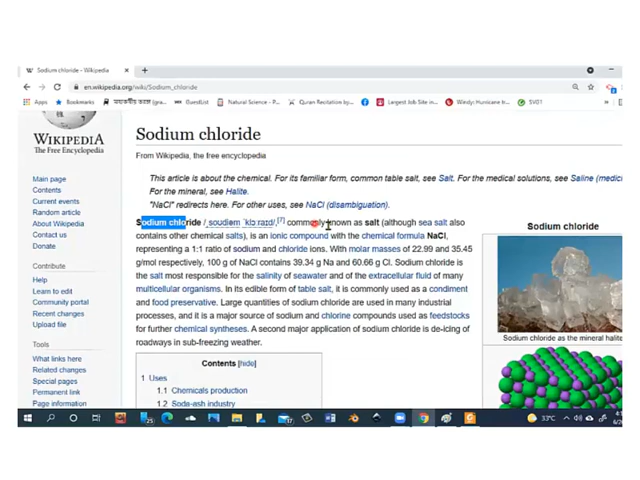 Sodium chloride - Wikipedia
en.wikipedia.org/wiki/Sodium_chloride
Apps
Bookmarks
GuestList
Natural Science - P...
Quran Recetation by...
Largest Job Site in...
Windy: Hurricane tr...
SVG1
WIKIPEDIA
The Free Encyclopedia
Main page
Contents
Current events
Random article
About Wikipedia
Contact us
Donate
Contribute
Help
Learn to edit
Community portal
Recent changes
Upload file
Tools
What links here
Related changes
Special pages
Permanent link
Page information
Sodium chloride
From Wikipedia, the free encyclopedia
This article is about the chemical. For its familiar form, common table salt, see Salt. For the medical solutions, see Saline (medic
For the mineral, see Halite.
"NaCl" redirects here. For other uses, see NaCl (disambiguation).
Sodium chloride /ˌsoʊdiəm ˈklɔːraɪd/,[7] commonly known as salt (although sea salt also
contains other chemical salts), is an ionic compound with the chemical formula NaCl,
representing a 1:1 ratio of sodium and chloride ions. With molar masses of 22.99 and 35.45
g/mol respectively, 100 g of NaCl contains 39.34 g Na and 60.66 g Cl. Sodium chloride is
the salt most responsible for the salinity of seawater and of the extracellular fluid of many
multicellular organisms. In its edible form of table salt, it is commonly used as a condiment
and food preservative. Large quantities of sodium chloride are used in many industrial
processes, and it is a major source of sodium and chlorine compounds used as feedstocks
for further chemical syntheses. A second major application of sodium chloride is de-icing of
roadways in sub-freezing weather.
Contents [hide]
1 Uses
1.1 Chemicals production
1.2 Soda-ash industry
Sodium chloride
Sodium chloride as the mineral halite
33°C